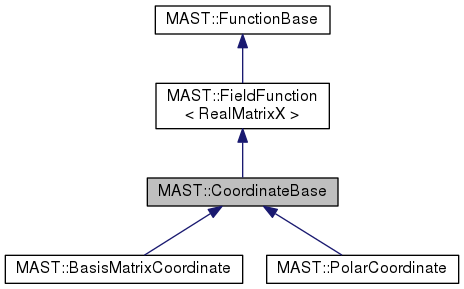 MAST::FunctionBase
MAST::FieldFunction
< RealMatrixX >
MAST::CoordinateBase
MAST::BasisMatrixCoordinate
MAST::PolarCoordinate